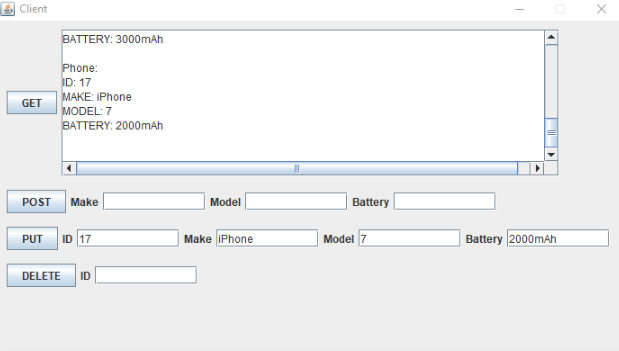 Client
BATTERY: 3000mAh
Phone:
ID: 17
MAKE: iPhone
MODEL: 7
BATTERY: 2000mAh
GET
POST Make Model Battery
PUT ID 17 Make iPhone Model 7 Battery 2000mAh
DELETE ID